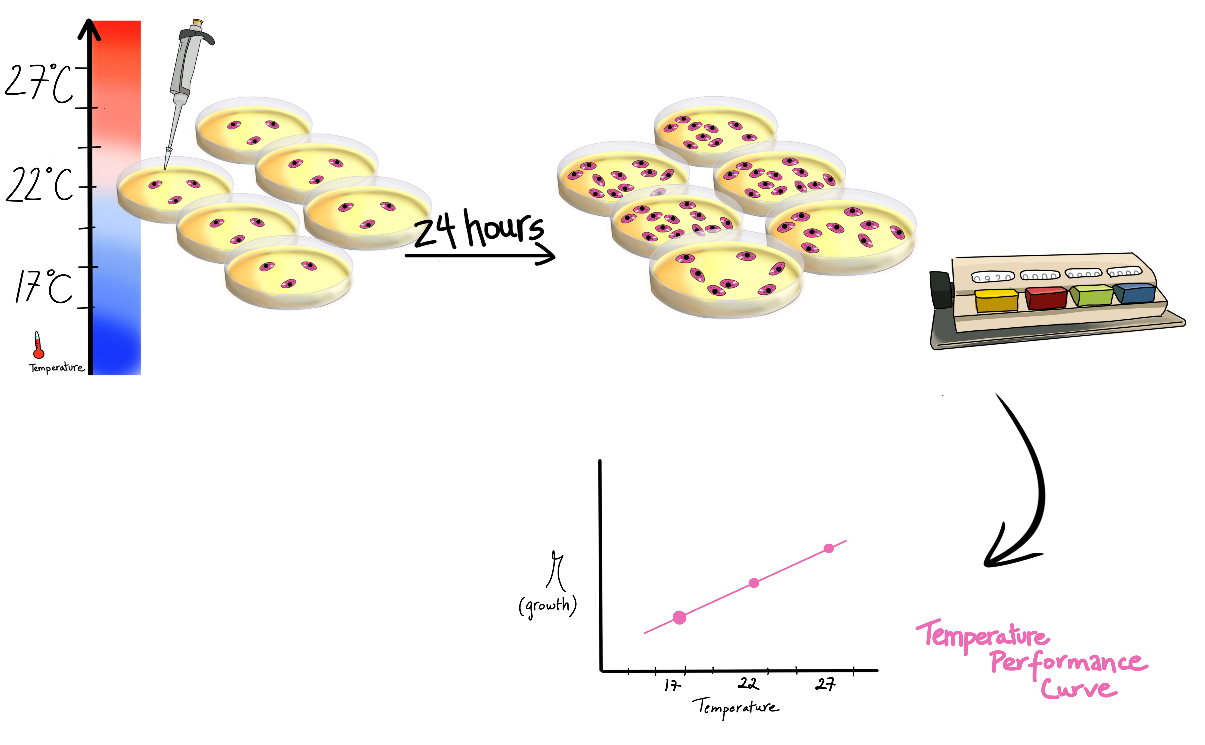 27°C
22°C
17°C
Temperature
24 hours
r
(growth)
17 22 27
Temperature
Temperature
Performance
Curve